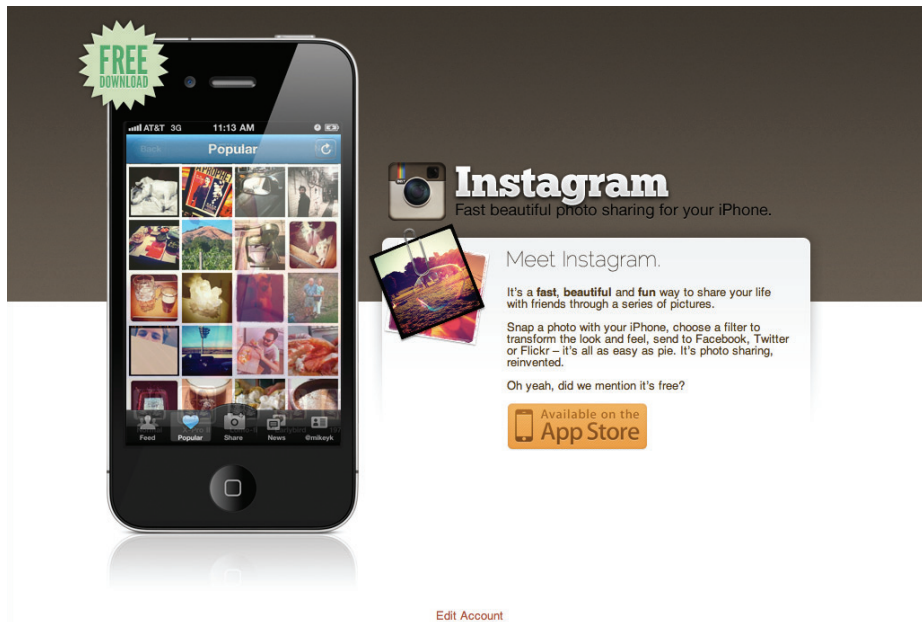 FREE
DOWNLOAD
AT&T 3G 11:13 AM
Back Popular
Feed Popular Share News @mikeyk
Instagram
Fast beautiful photo sharing for your iPhone.
Meet Instagram.
It's a fast, beautiful and fun way to share your life
with friends through a series of pictures.
Snap a photo with your iPhone, choose a filter to
transform the look and feel, send to Facebook, Twitter
or Flickr – it's all as easy as pie. It's photo sharing,
reinvented.
Oh yeah, did we mention it's free?
Available on the
App Store
Edit Account